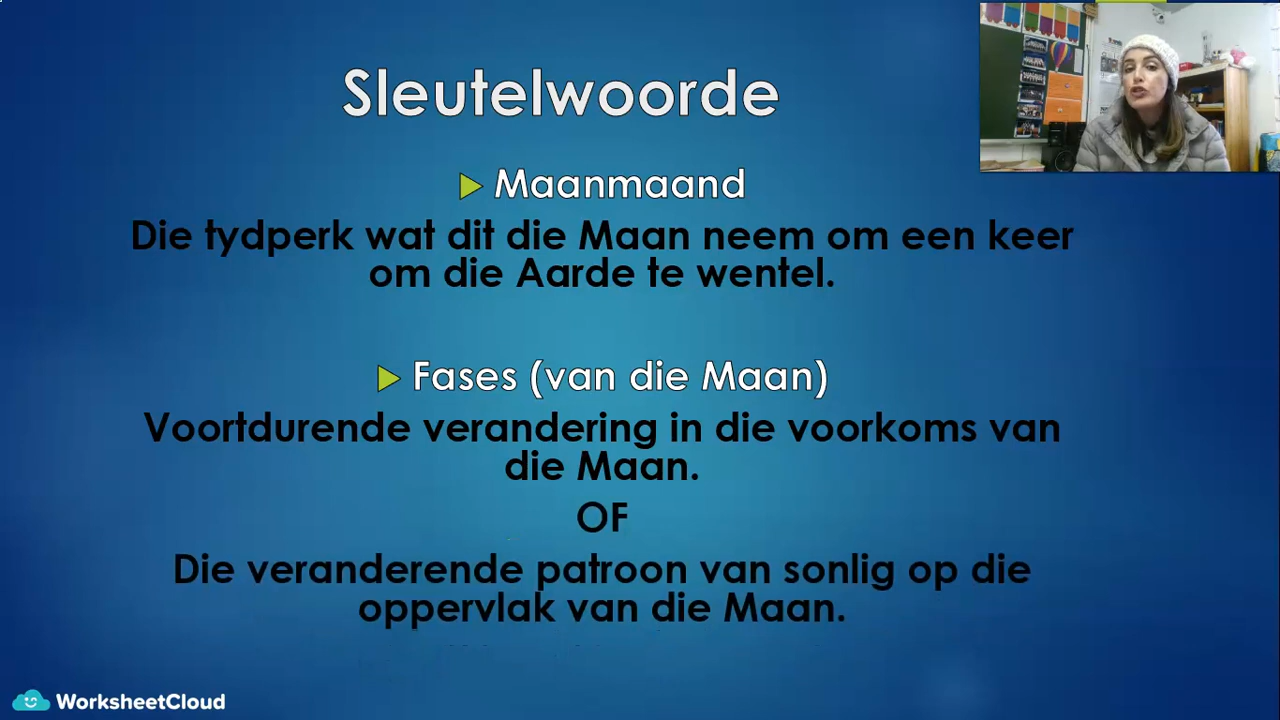 Sleutelwoorde
Maanmaand
Die tydperk wat dit die Maan neem om een keer
om die Aarde te wentel.
Fases (van die Maan)
Voortdurende verandering in die voorkoms van
die Maan.
OF
Die veranderende patroon van sonlig op die
oppervlak van die Maan.
WorksheetCloud